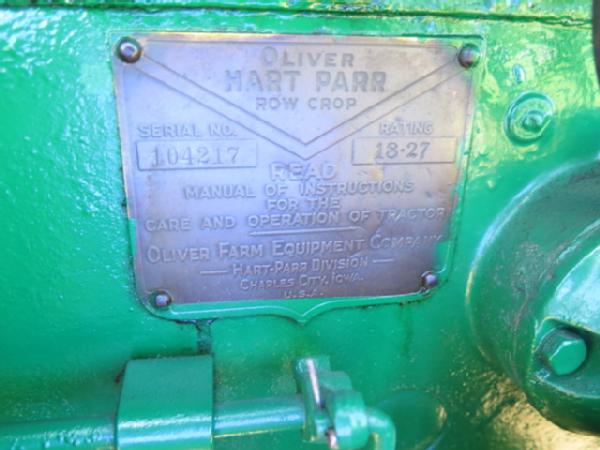 OLIVER
HART PARR
ROW CROP
SERIAL NO. RATING
104217 18-27
READ
MANUAL OF INSTRUCTIONS
FOR THE
CARE AND OPERATION OF TRACTOR
OLIVER FARM EQUIPMENT COMPANY
HART-PARR DIVISION
CHARLES CITY, IOWA.
U.S.A.